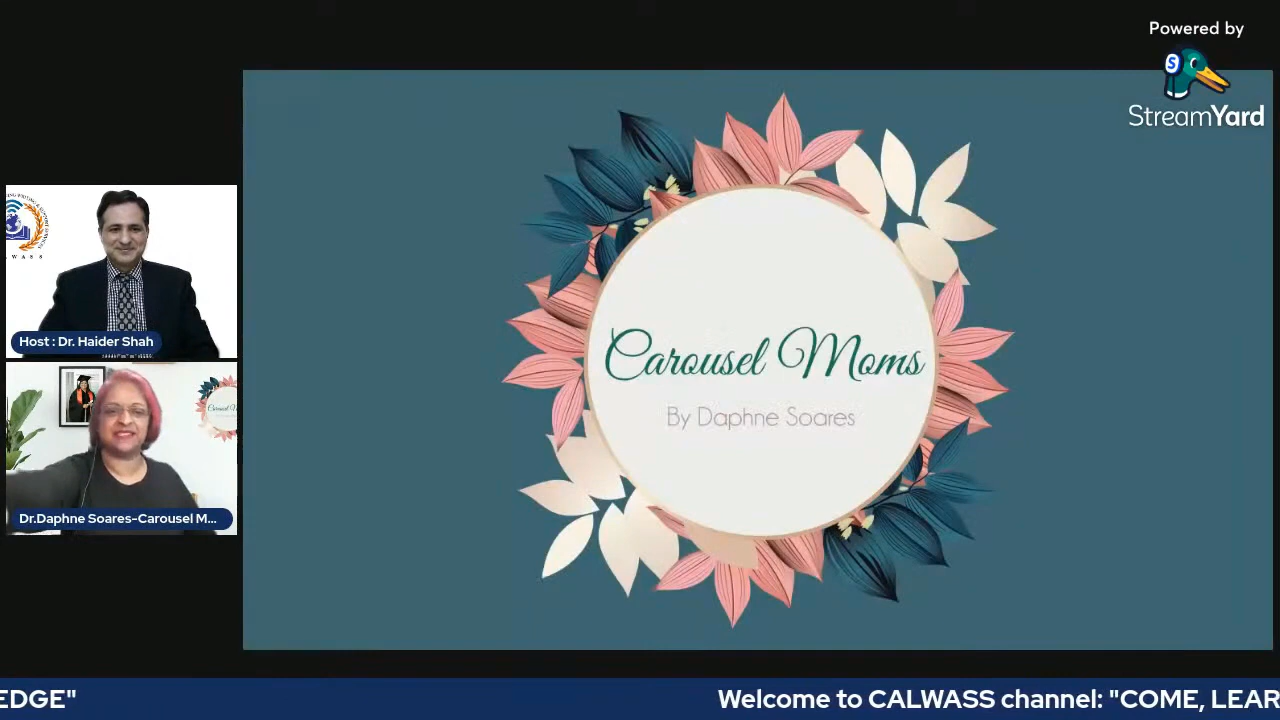 Powered by
StreamYard
Host : Dr. Haider Shah
Dr.Daphne Soares-Carousel M...
Carousel Moms
By Daphne Soares
EDGE"
Welcome to CALWASS channel: "COME, LEAR